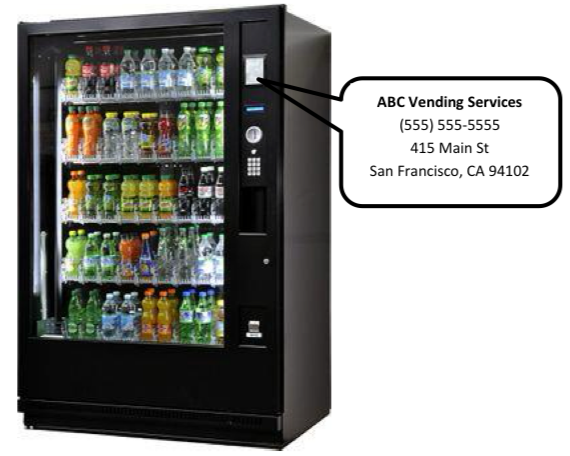 ABC Vending Services
(555) 555-5555
415 Main St
San Francisco, CA 94102